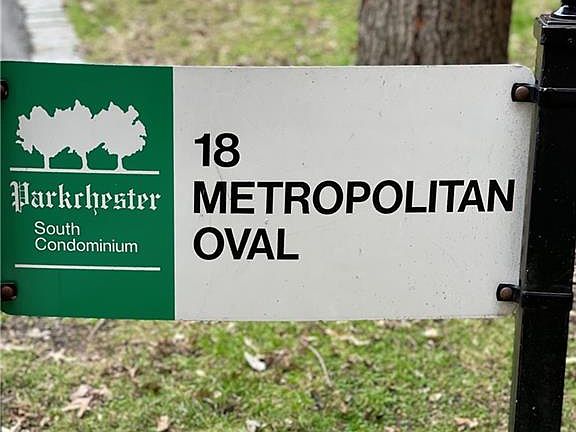 Parkchester
South
Condominium
18
METROPOLITAN
OVAL